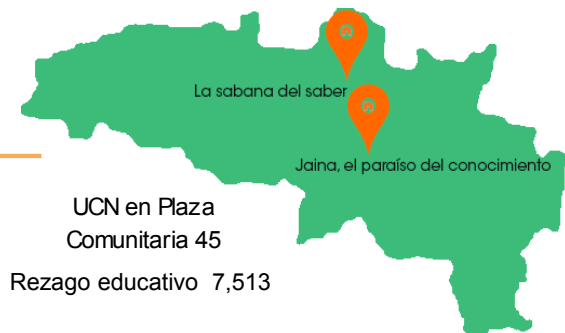 La sabana del saber
Jaina, el paraíso del conocimiento
UCN en Plaza
Comunitaria 45
Rezago educativo 7,513